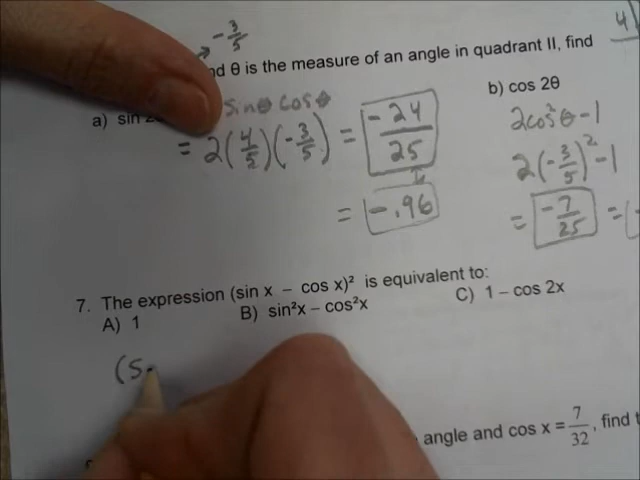 -3/5
nd θ is the measure of an angle in quadrant II, find
4
a) sin 2 sinθ cosθ
= 2(4/5)(-3/5) = -24/25
= -.96
b) cos 2θ
2cos²θ - 1
2(-3/5)² - 1
= -7/25 =
7. The expression (sin x – cos x)² is equivalent to:
A) 1 B) sin²x – cos²x C) 1 – cos 2x
(s
angle and cos x = 7/32, find t